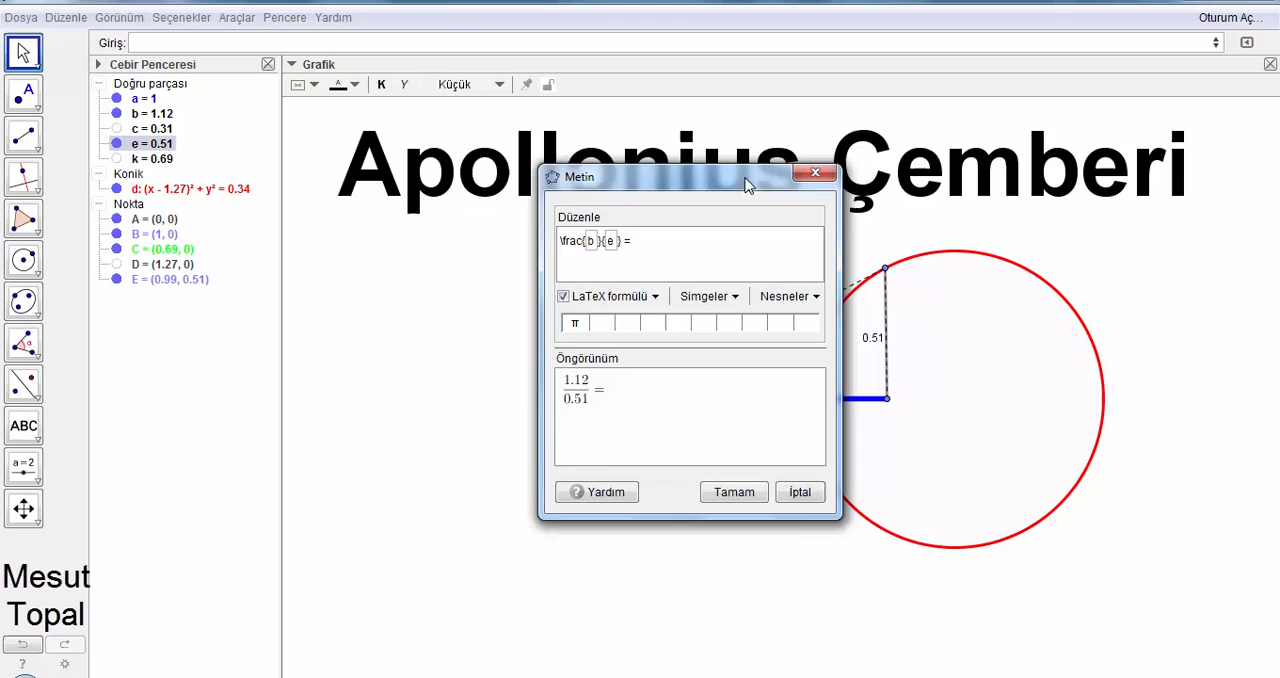 Dosya Düzenle Görünüm Seçenekler Araçlar Pencere Yardım
Oturum Aç...
Giriş:
Cebir Penceresi
Grafik
K Y Küçük
Doğru parçası
a = 1
b = 1.12
c = 0.31
e = 0.51
k = 0.69
Konik
d: (x - 1.27)² + y² = 0.34
Nokta
A = (0, 0)
B = (1, 0)
C = (0.69, 0)
D = (1.27, 0)
E = (0.99, 0.51)
A
ABC
a = 2
Mesut
Topal
?
Apollonius Çemberi
0.51
Metin
Düzenle
\frac{ b }{ e } =
LaTeX formülü Simgeler Nesneler
π
Öngörünüm
1.12
0.51 =
? Yardım Tamam İptal